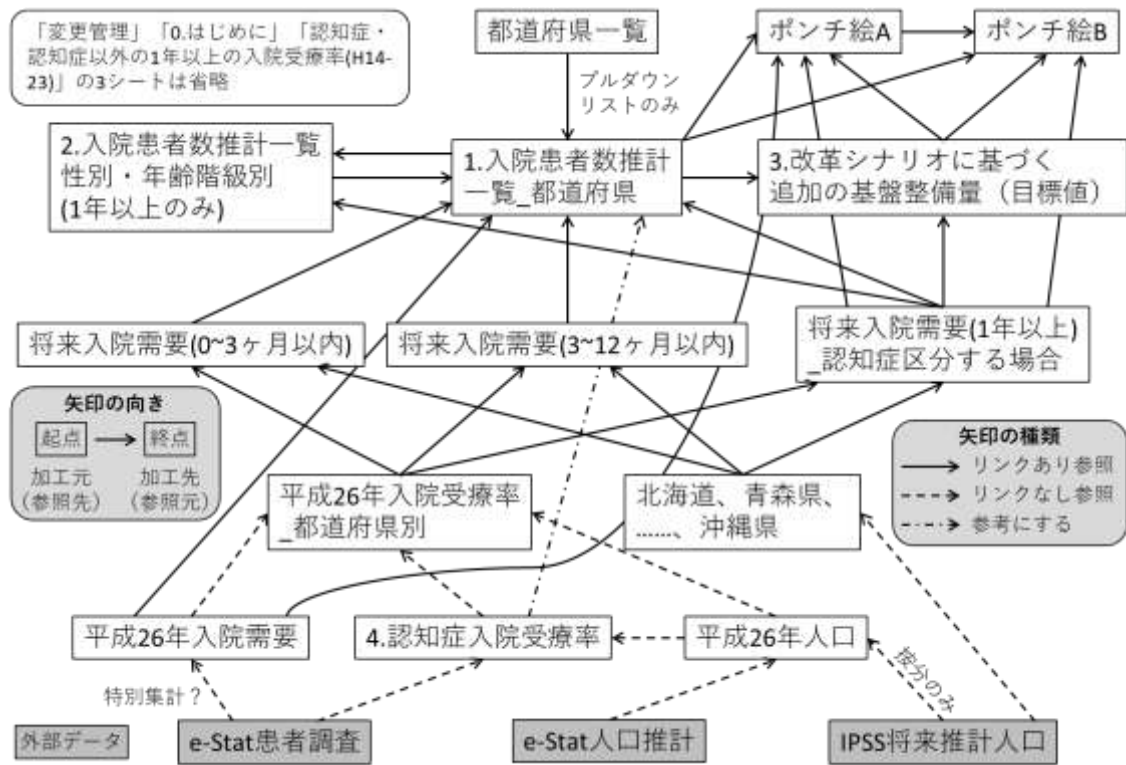 「変更管理」「0.はじめに」「認知症・
認知症以外の1年以上の入院受療率(H14-
23)」の3シートは省略
都道府県一覧
ポンチ絵A
ポンチ絵B
プルダウン
リストのみ
2.入院患者数推計一覧
性別・年齢階級別
(1年以上のみ)
1.入院患者数推計
一覧_都道府県
3.改革シナリオに基づく
追加の基盤整備量（目標値）
将来入院需要(0~3ヶ月以内)
将来入院需要(3~12ヶ月以内)
将来入院需要(1年以上)
_認知症区分する場合
矢印の向き
起点
終点
加工元
(参照先)
加工先
(参照元)
平成26年入院受療率
_都道府県別
北海道、青森県、
……、沖縄県
矢印の種類
リンクあり参照
リンクなし参照
参考にする
平成26年入院需要
4.認知症入院受療率
平成26年人口
特別集計？
按分のみ
外部データ
e-Stat患者調査
e-Stat人口推計
IPSS将来推計人口